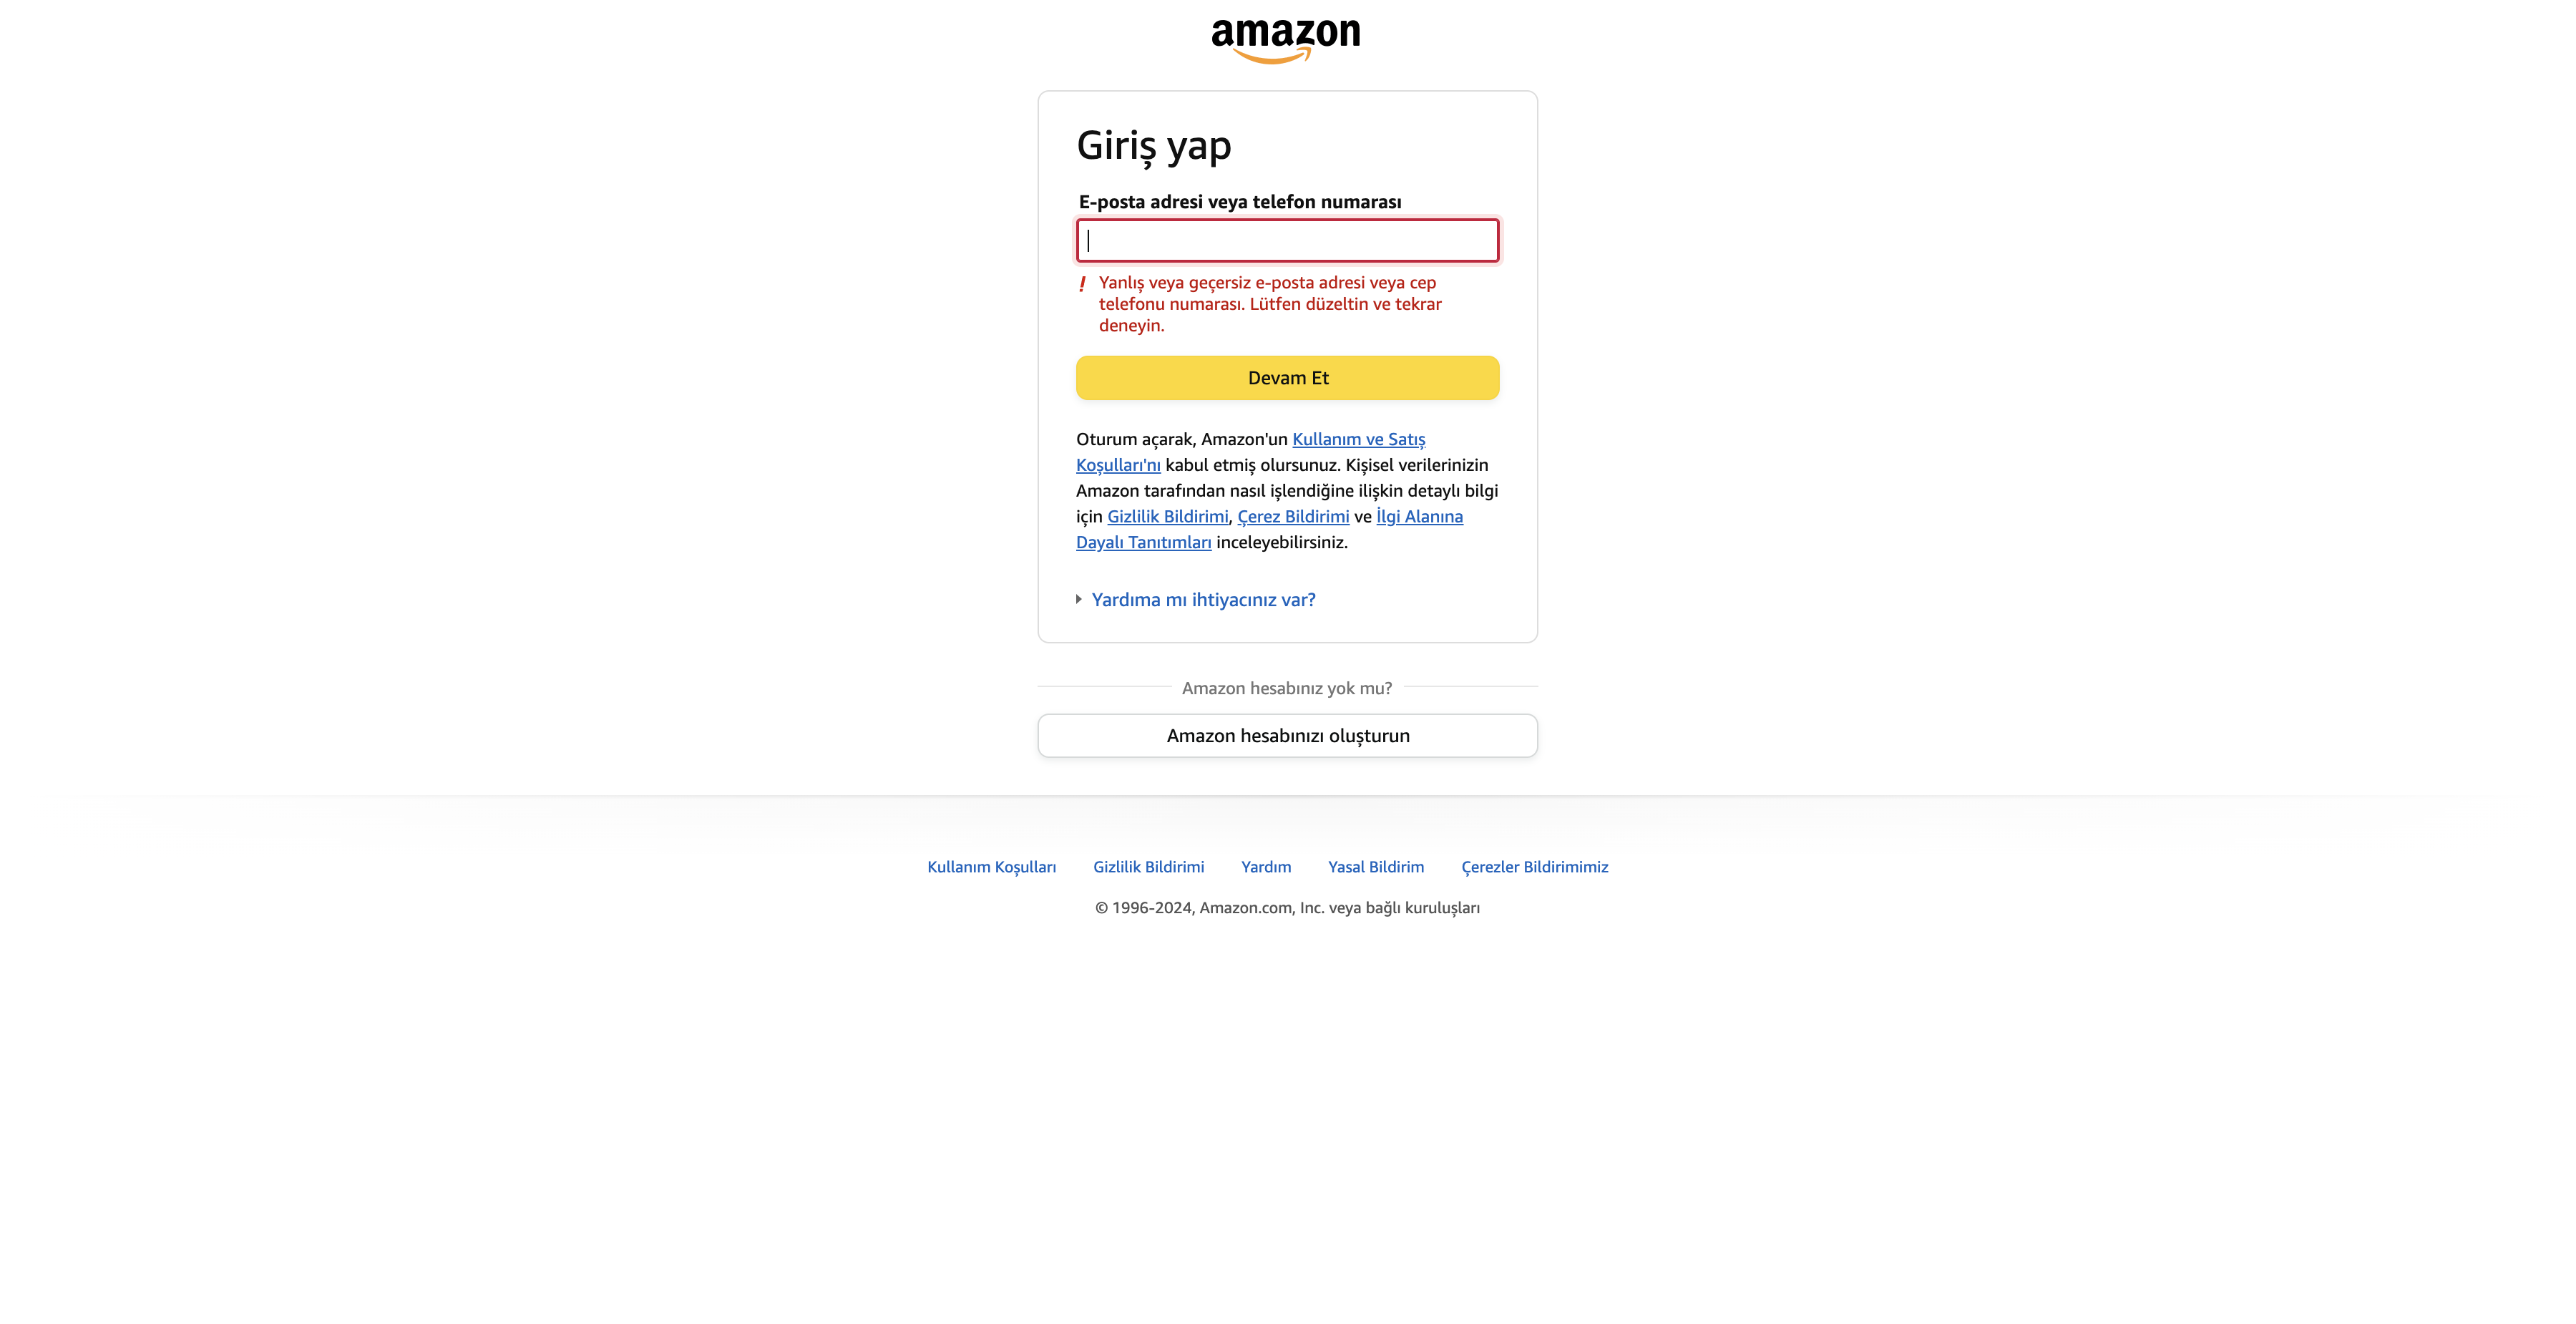 amazon
Giriş yap
E-posta adresi veya telefon numarası
! Yanlış veya geçersiz e-posta adresi veya cep
telefonu numarası. Lütfen düzeltin ve tekrar
deneyin.
Devam Et
Oturum açarak, Amazon'un Kullanım ve Satış
Koşulları'nı kabul etmiş olursunuz. Kişisel verilerinizin
Amazon tarafından nasıl işlendiğine ilişkin detaylı bilgi
için Gizlilik Bildirimi, Çerez Bildirimi ve İlgi Alanına
Dayalı Tanıtımları inceleyebilirsiniz.
Yardıma mı ihtiyacınız var?
Amazon hesabınız yok mu?
Amazon hesabınızı oluşturun
Kullanım Koşulları Gizlilik Bildirimi Yardım Yasal Bildirim Çerezler Bildirimimiz
© 1996-2024, Amazon.com, Inc. veya bağlı kuruluşları